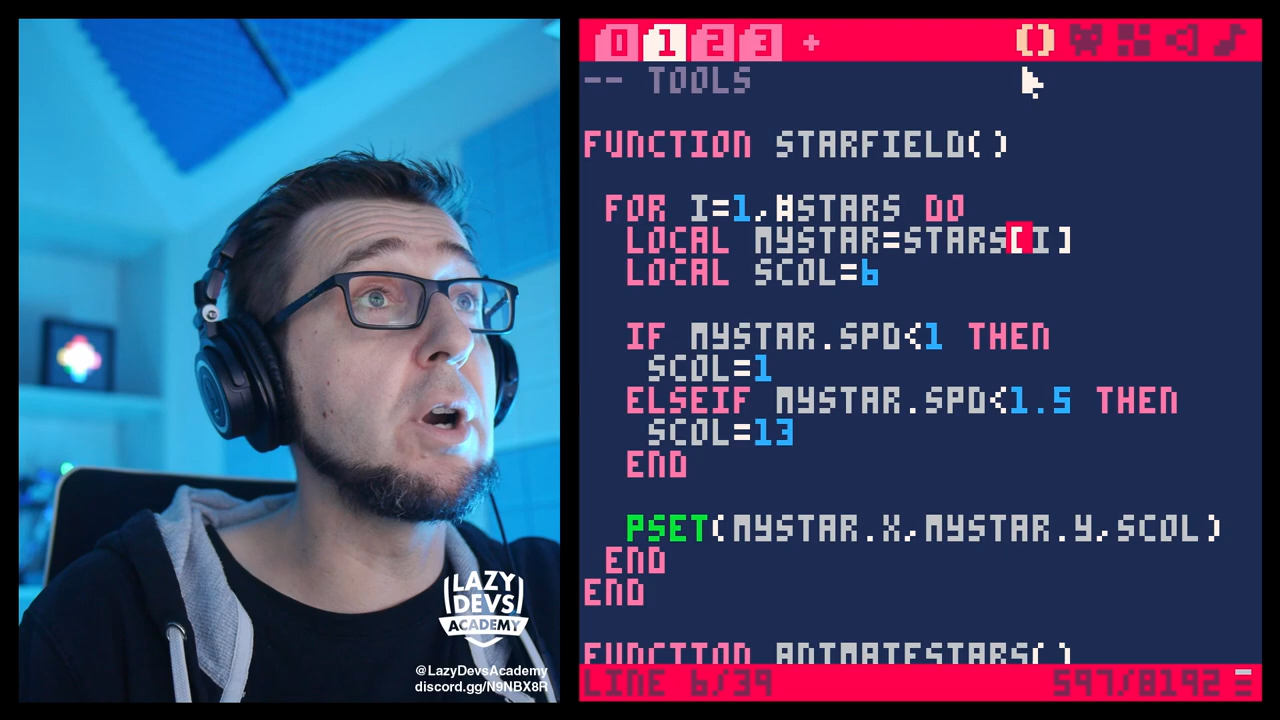 0 1 2 3 +
-- TOOLS
FUNCTION STARFIELD()
FOR I=1,#STARS DO
LOCAL MYSTAR=STARS[I]
LOCAL SCOL=6
IF MYSTAR.SPD<1 THEN
SCOL=1
ELSEIF MYSTAR.SPD<1.5 THEN
SCOL=13
END
PSET(MYSTAR.X,MYSTAR.Y,SCOL)
END
END
FUNCTION ANIMATESTARS()
LINE 6/39
597/8192
LAZY
DEVS
ACADEMY
@LazyDevsAcademy
discord.gg/N9NBX8R